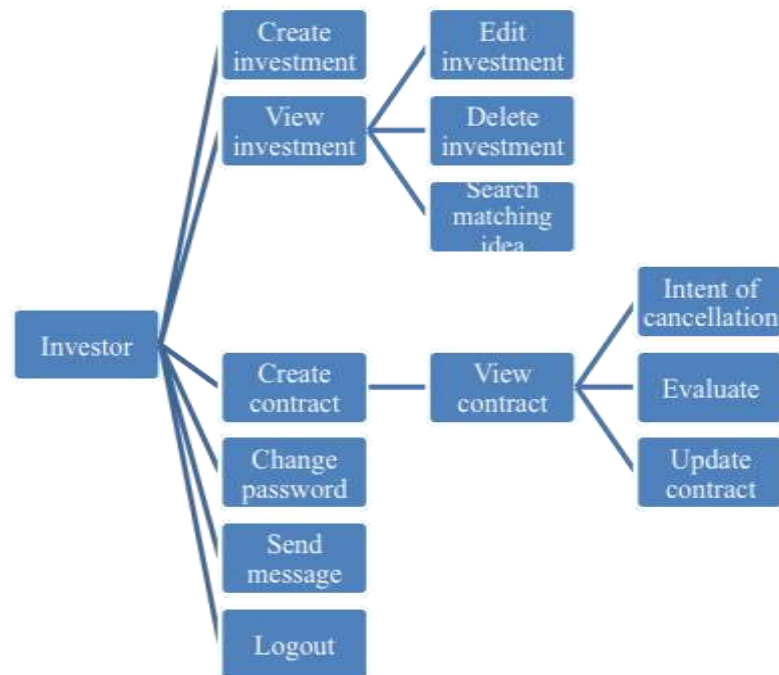 Create
investment
Edit
investment
View
investment
Delete
investment
Search
matching
idea
Investor
Create
contract
View
contract
Intent of
cancellation
Evaluate
Update
contract
Change
password
Send
message
Logout